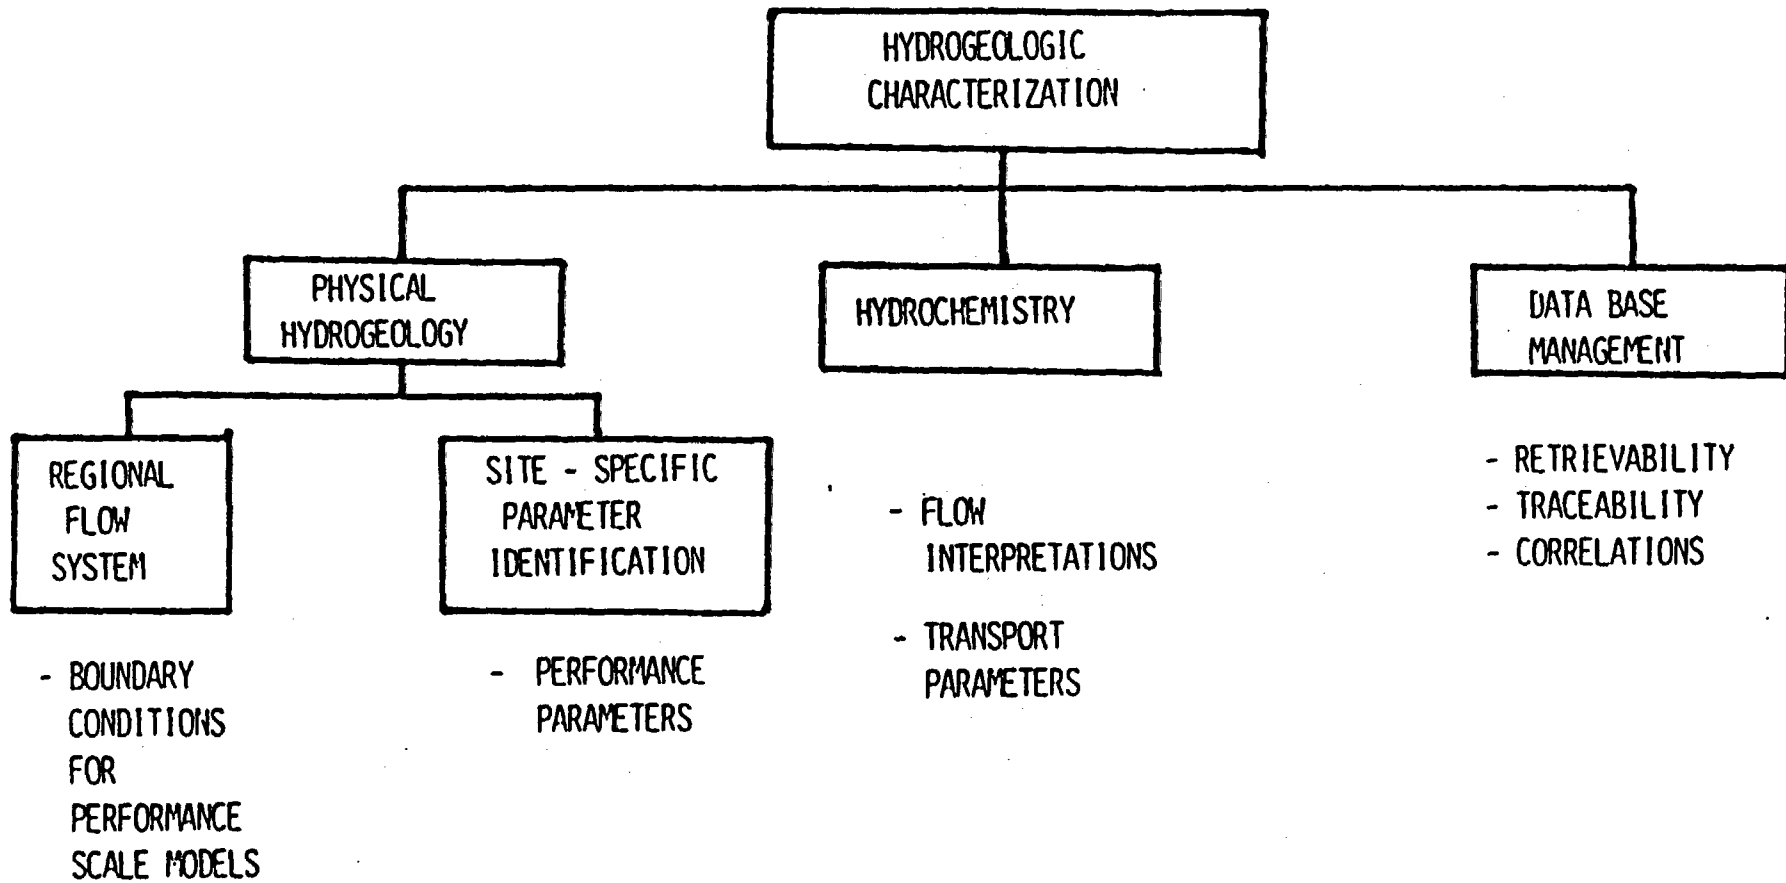 HYDROGEOLOGIC
CHARACTERIZATION
PHYSICAL
HYDROGEOLOGY
HYDROCHEMISTRY
DATA BASE
MANAGEMENT
REGIONAL
FLOW
SYSTEM
SITE - SPECIFIC
PARAMETER
IDENTIFICATION
- FLOW
INTERPRETATIONS
- TRANSPORT
PARAMETERS
- RETRIEVABILITY
- TRACEABILITY
- CORRELATIONS
- BOUNDARY
CONDITIONS
FOR
PERFORMANCE
SCALE MODELS
- PERFORMANCE
PARAMETERS